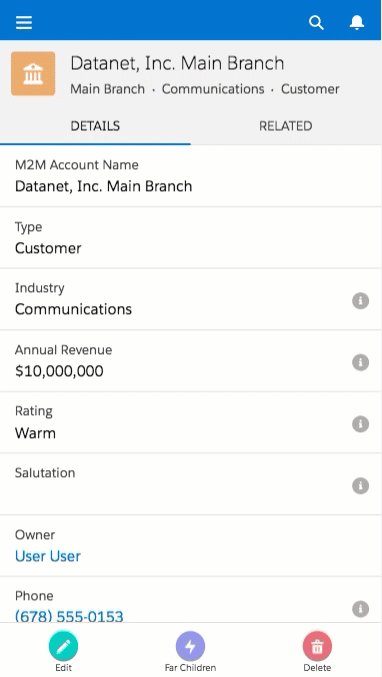 Datanet, Inc. Main Branch
Main Branch · Communications · Customer
DETAILS
RELATED
M2M Account Name
Datanet, Inc. Main Branch
Type
Customer
Industry
Communications
Annual Revenue
$10,000,000
Rating
Warm
Salutation
Owner
User User
Phone
(678) 555-0153
Edit
Far Children
Delete